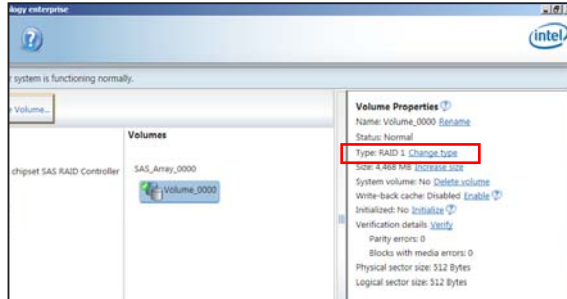 ology enterprise
intel
r system is functioning normally.
e Volume...
Volumes
chipset SAS RAID Controller
SAS_Array_0000
Volume_0000
Volume Properties
Name: Volume_0000 Rename
Status: Normal
Type: RAID 1 Change type
Size: 4,468 MB Increase size
System volume: No Delete volume
Write-back cache: Disabled Enable
Initialized: No Initialize
Verification details Verify
Parity errors: 0
Blocks with media errors: 0
Physical sector size: 512 Bytes
Logical sector size: 512 Bytes